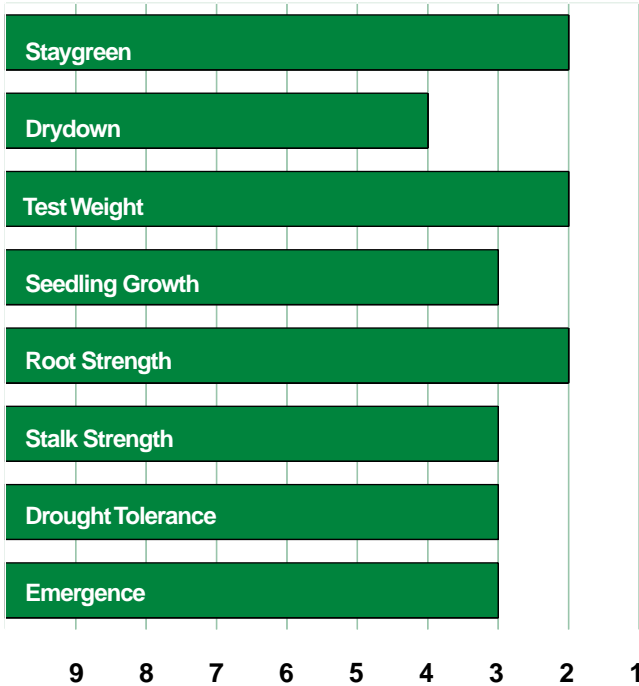 Staygreen
Drydown
Test Weight
Seedling Growth
Root Strength
Stalk Strength
Drought Tolerance
Emergence
9 8 7 6 5 4 3 2 1